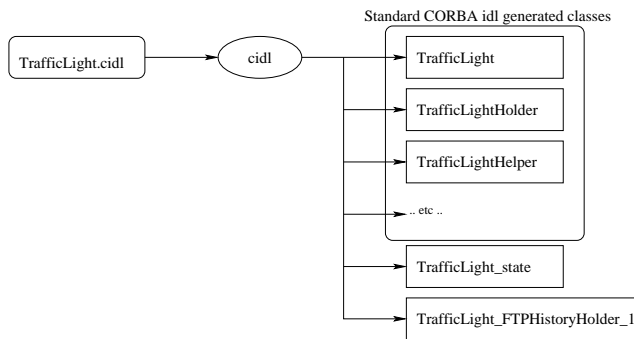 Standard CORBA idl generated classes
TrafficLight.cidl
cidl
TrafficLight
TrafficLightHolder
TrafficLightHelper
.. etc ..
TrafficLight_state
TrafficLight_FTPHistoryHolder_1